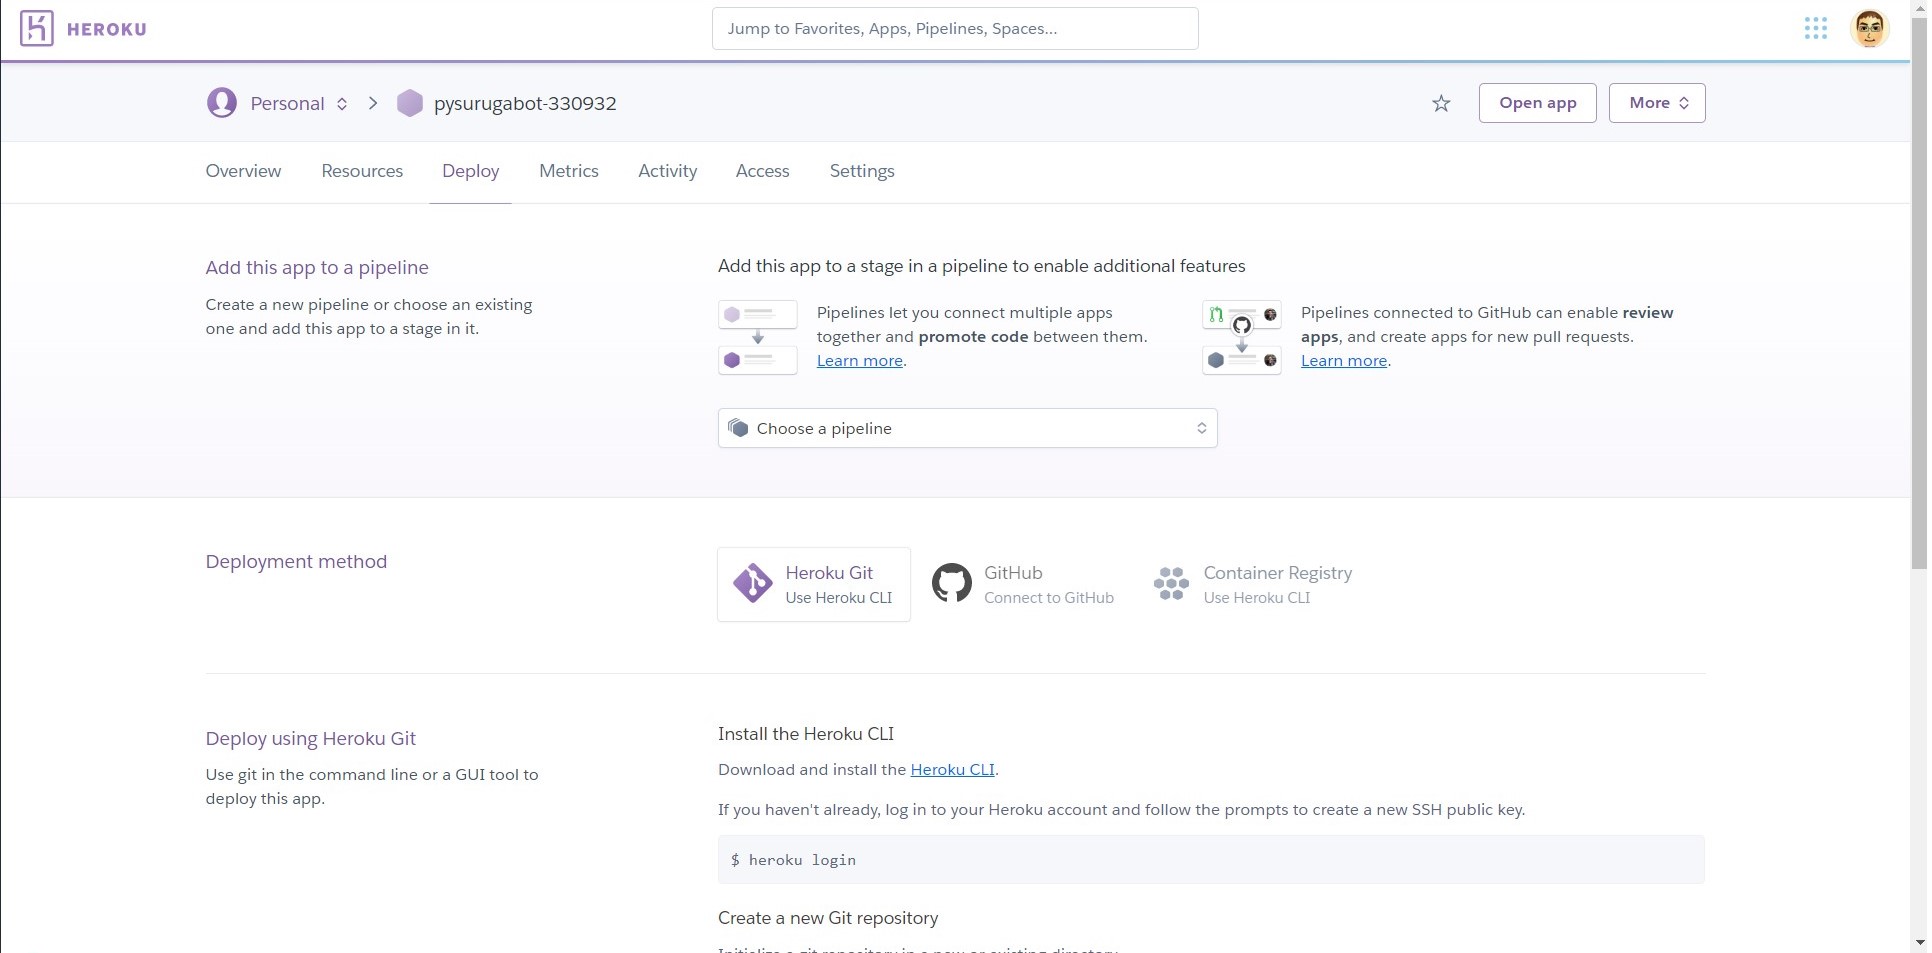 HEROKU
Jump to Favorites, Apps, Pipelines, Spaces...
Personal
pysurugabot-330932
Open app
More
Overview
Resources
Deploy
Metrics
Activity
Access
Settings
Add this app to a pipeline
Create a new pipeline or choose an existing
one and add this app to a stage in it.
Add this app to a stage in a pipeline to enable additional features
Pipelines let you connect multiple apps
together and promote code between them.
Learn more.
Pipelines connected to GitHub can enable review
apps, and create apps for new pull requests.
Learn more.
Choose a pipeline
Deployment method
Heroku Git
Use Heroku CLI
GitHub
Connect to GitHub
Container Registry
Use Heroku CLI
Deploy using Heroku Git
Use git in the command line or a GUI tool to
deploy this app.
Install the Heroku CLI
Download and install the Heroku CLI.
If you haven't already, log in to your Heroku account and follow the prompts to create a new SSH public key.
$ heroku login
Create a new Git repository
Initialize a git repository in a new or existing directory